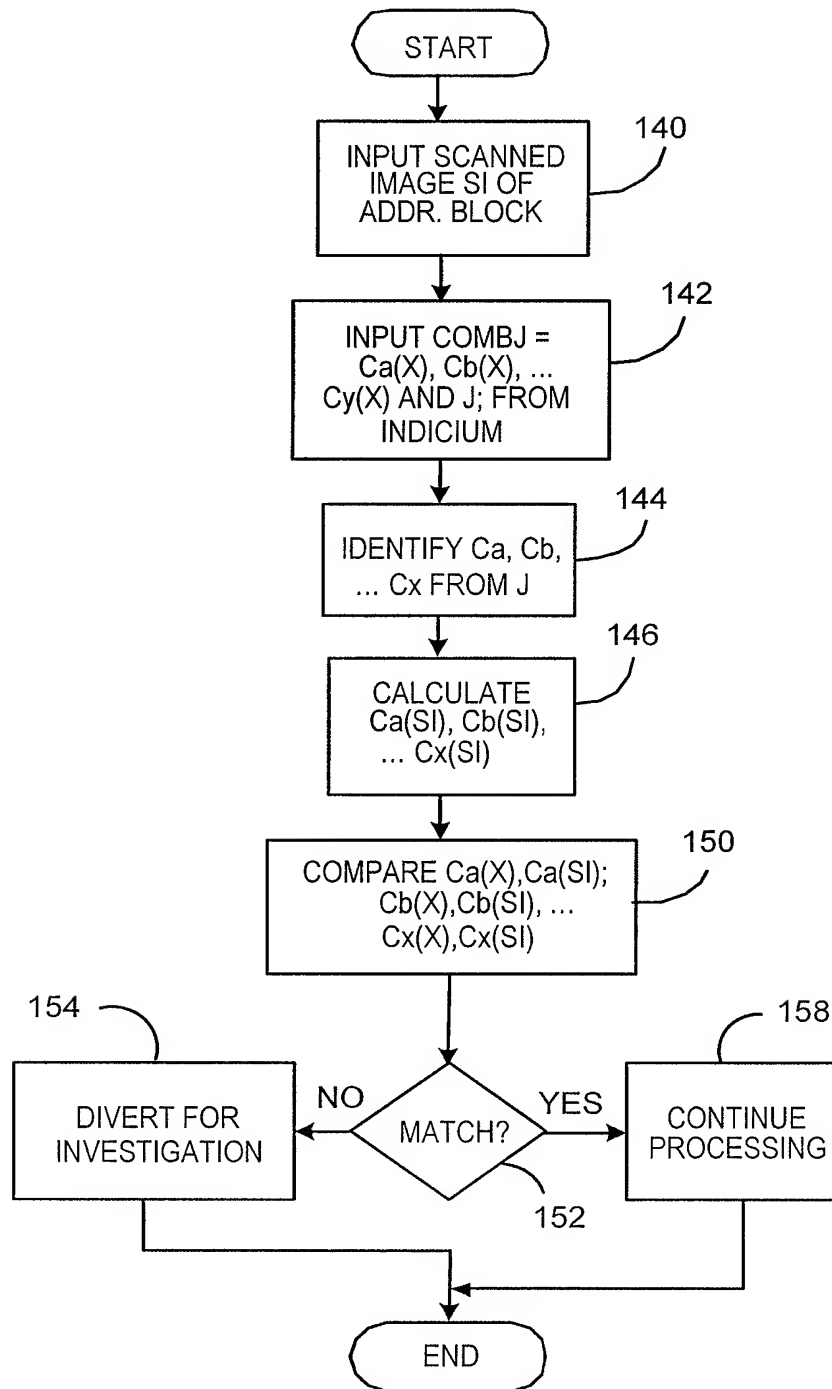 START
140
INPUT SCANNED
IMAGE SI OF
ADDR. BLOCK
142
INPUT COMBJ =
Ca(X), Cb(X), ...
Cy(X) AND J; FROM
INDICIUM
144
IDENTIFY Ca, Cb,
... Cx FROM J
146
CALCULATE
Ca(SI), Cb(SI),
... Cx(SI)
150
COMPARE Ca(X),Ca(SI);
Cb(X),Cb(SI), ...
Cx(X),Cx(SI)
154
158
DIVERT FOR
INVESTIGATION
NO
MATCH?
YES
CONTINUE
PROCESSING
152
END